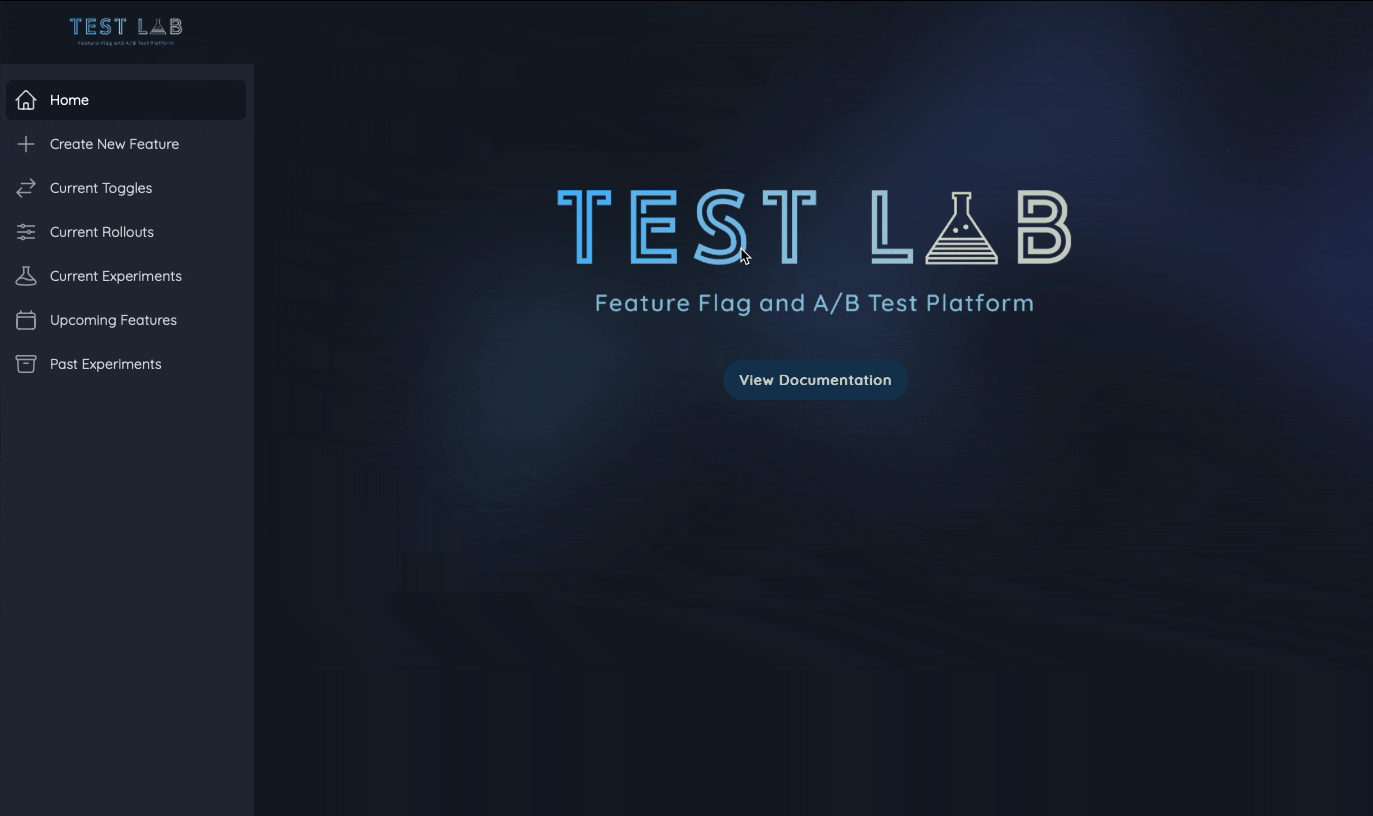 TEST LAB
Feature Flag and A/B Test Platform
Home
Create New Feature
Current Toggles
Current Rollouts
Current Experiments
Upcoming Features
Past Experiments
TEST LAB
Feature Flag and A/B Test Platform
View Documentation